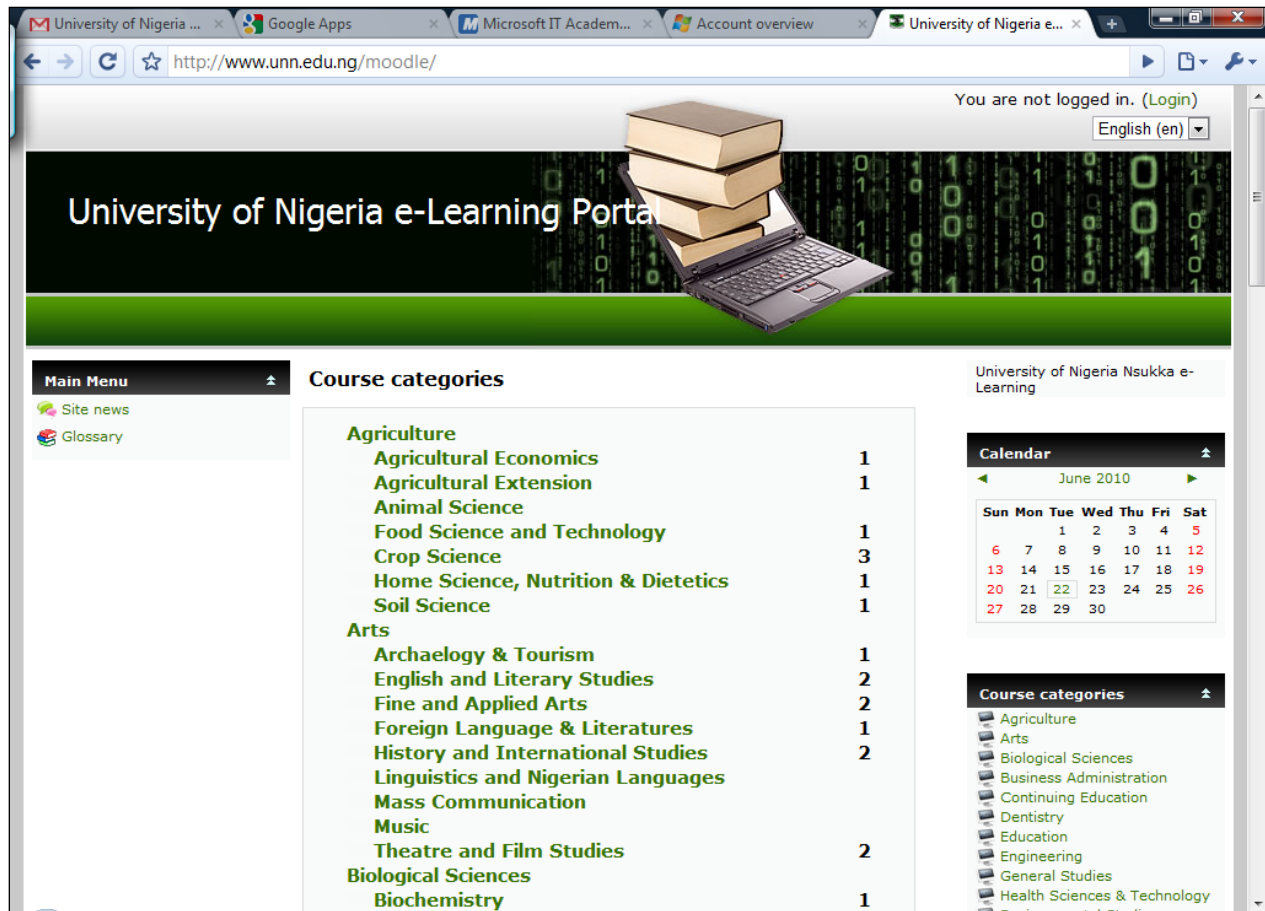 University of Nigeria ...
Google Apps
Microsoft IT Academ...
Account overview
University of Nigeria e...
http://www.unn.edu.ng/moodle/
You are not logged in. (Login)
English (en)
University of Nigeria e-Learning Portal
Main Menu
Site news
Glossary
Course categories
Agriculture
Agricultural Economics 1
Agricultural Extension 1
Animal Science
Food Science and Technology 1
Crop Science 3
Home Science, Nutrition & Dietetics 1
Soil Science 1
Arts
Archaelogy & Tourism 1
English and Literary Studies 2
Fine and Applied Arts 2
Foreign Language & Literatures 1
History and International Studies 2
Linguistics and Nigerian Languages
Mass Communication
Music
Theatre and Film Studies 2
Biological Sciences
Biochemistry 1
University of Nigeria Nsukka e-
Learning
Calendar
June 2010
Sun Mon Tue Wed Thu Fri Sat
1 2 3 4 5
6 7 8 9 10 11 12
13 14 15 16 17 18 19
20 21 22 23 24 25 26
27 28 29 30
Course categories
Agriculture
Arts
Biological Sciences
Business Administration
Continuing Education
Dentistry
Education
Engineering
General Studies
Health Sciences & Technology